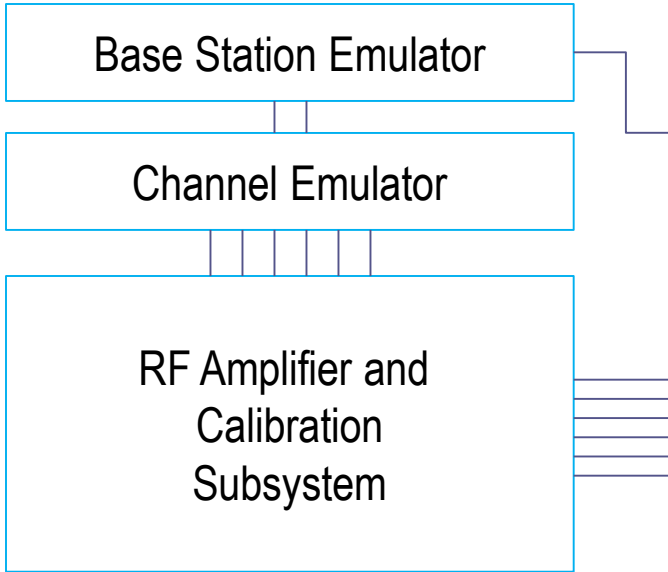 Base Station Emulator
Channel Emulator
RF Amplifier and
Calibration
Subsystem